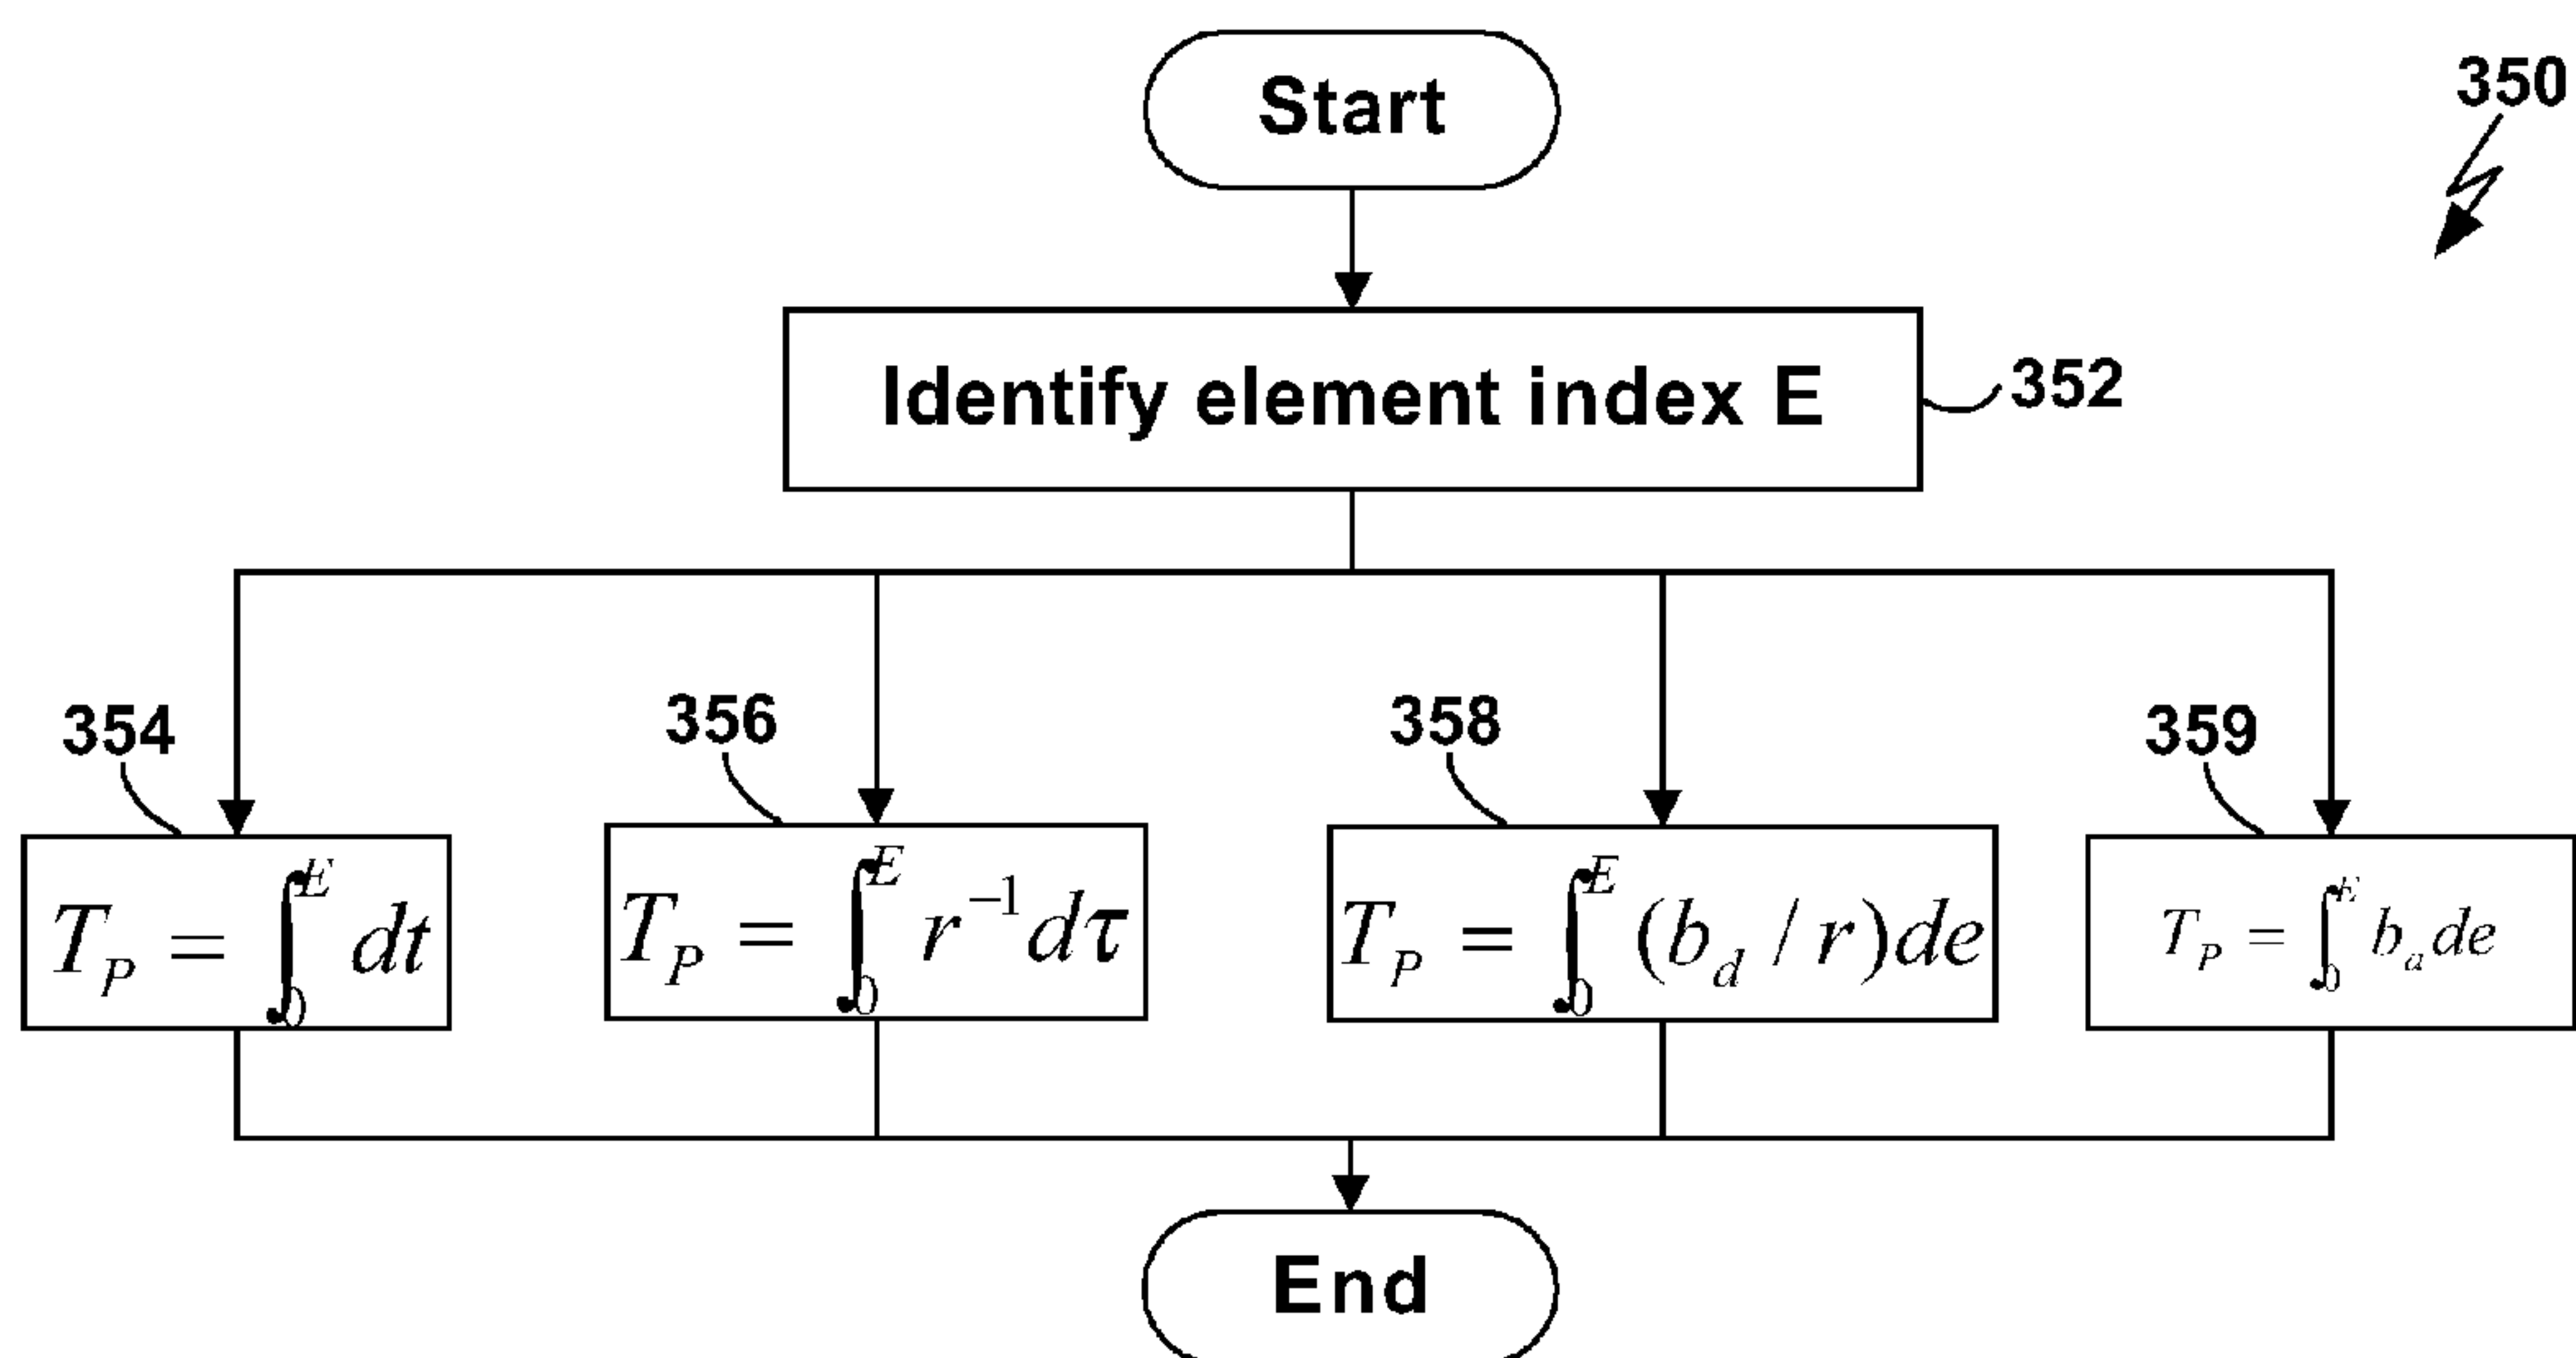 Start
350
Identify element index E
352
354
356
358
359
T_P = ∫_0^E dt
T_P = ∫_0^E r^{-1} dτ
T_P = ∫_0^E (b_d / r) de
T_P = ∫_0^E b_a de
End